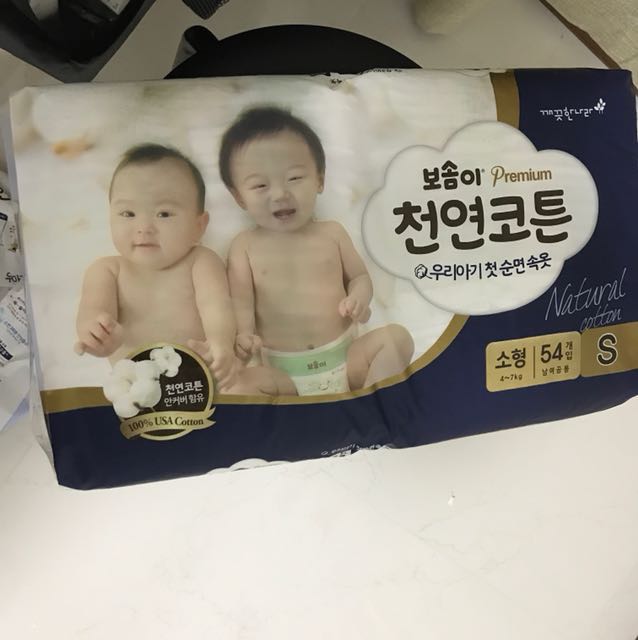 깨끗한나라
보솜이® Premium
천연코튼
우리아기 첫 순면 속옷
Natural
cotton
소형
4~7kg
54 개입
남여공용
S
보솜이
천연코튼
안커버 함유
100% USA Cotton